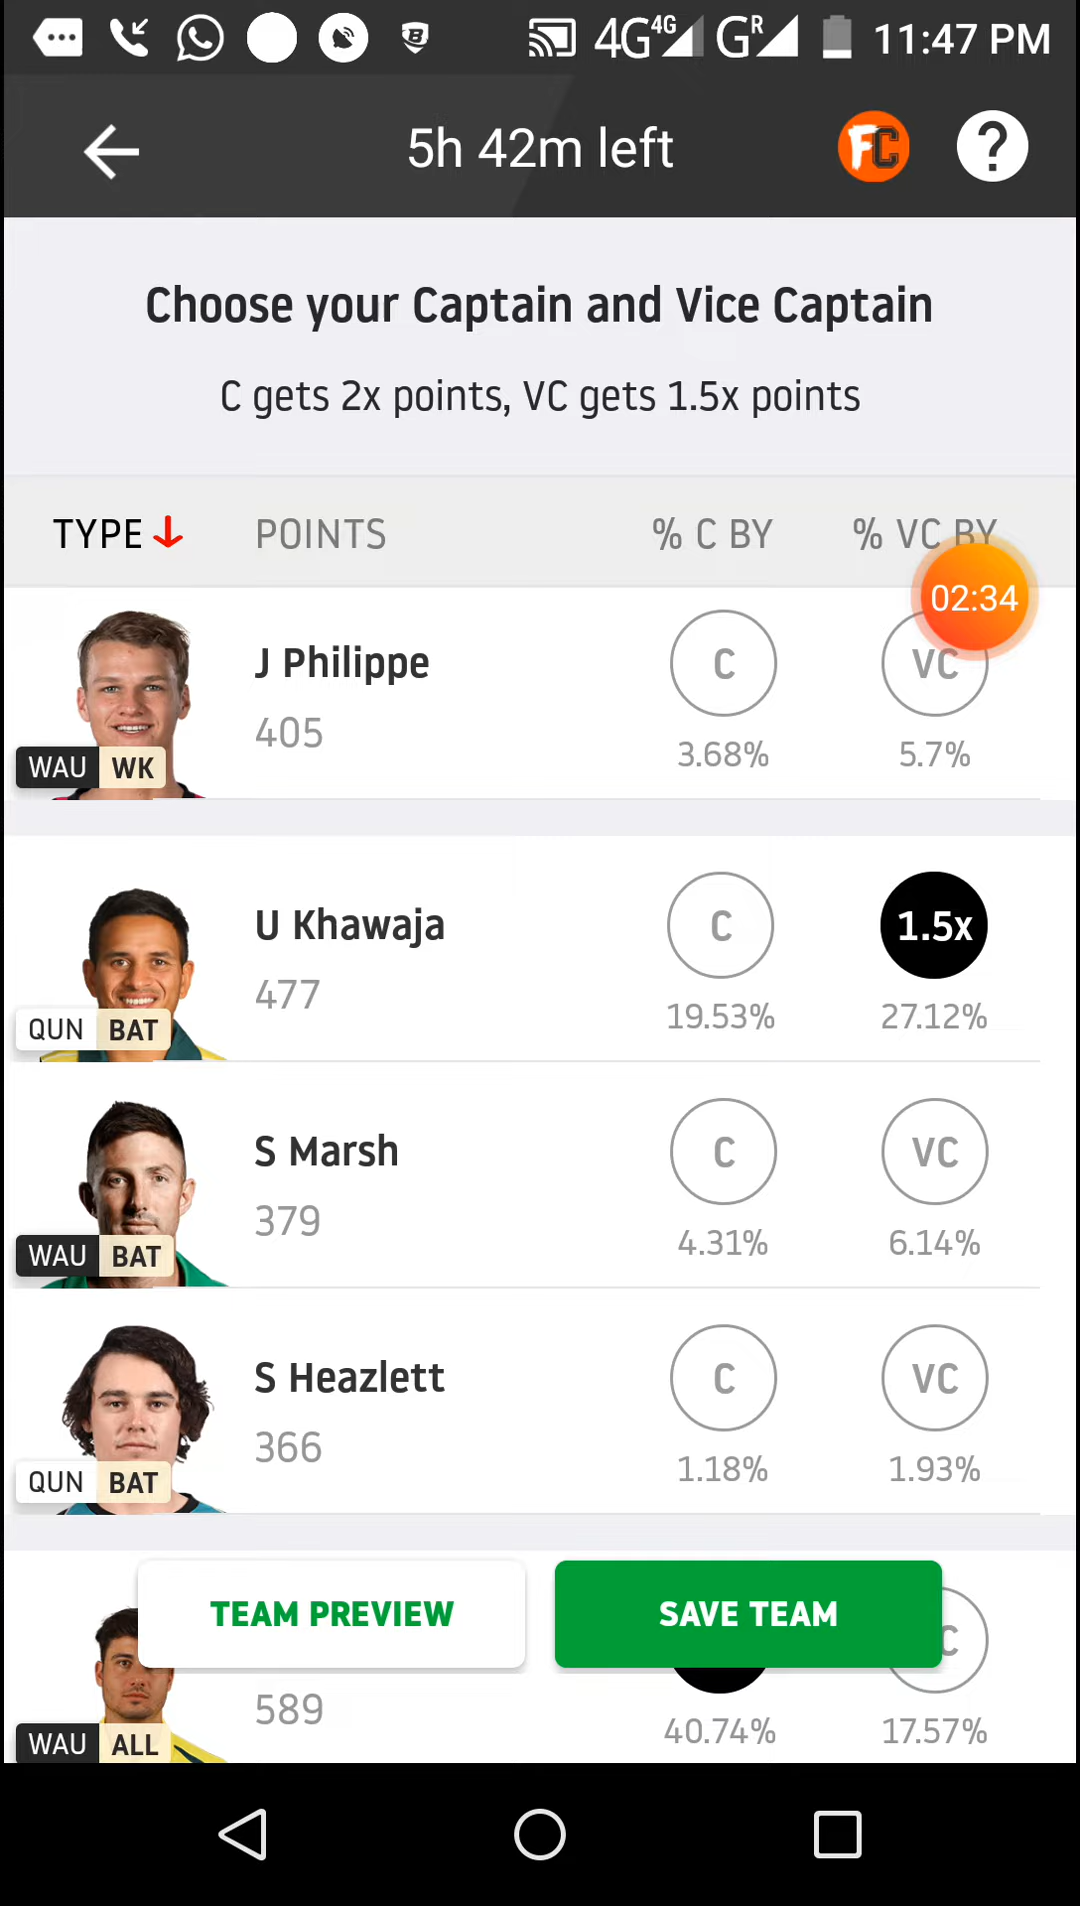 4G 4G G R 11:47 PM
5h 42m left
FC ?
Choose your Captain and Vice Captain
C gets 2x points, VC gets 1.5x points
TYPE POINTS % C BY % VC BY
02:34
J Philippe C VC
405 3.68% 5.7%
WAU WK
U Khawaja C 1.5x
477 19.53% 27.12%
QUN BAT
S Marsh C VC
379 4.31% 6.14%
WAU BAT
S Heazlett C VC
366 1.18% 1.93%
QUN BAT
TEAM PREVIEW SAVE TEAM C
589 40.74% 17.57%
WAU ALL